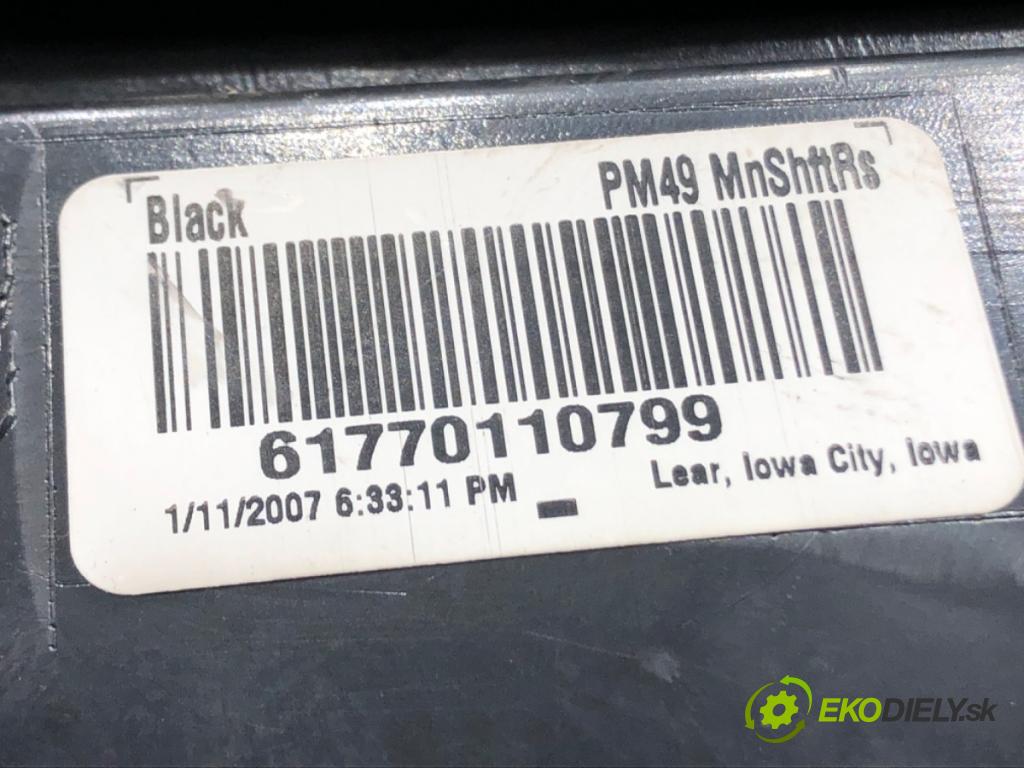 Black PM49 MnShftRs
61770110799
1/11/2007 6:33:11 PM Lear, Iowa City, Iowa
EKODIELY.sk